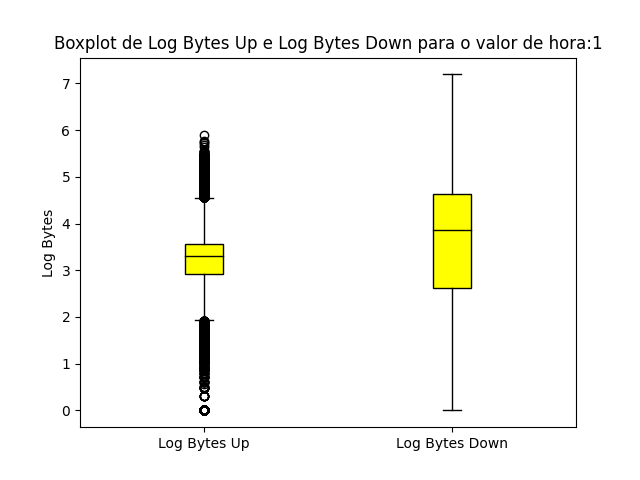 Boxplot de Log Bytes Up e Log Bytes Down para o valor de hora:1
7
6
5
4
3
2
1
0
Log Bytes
Log Bytes Up
Log Bytes Down